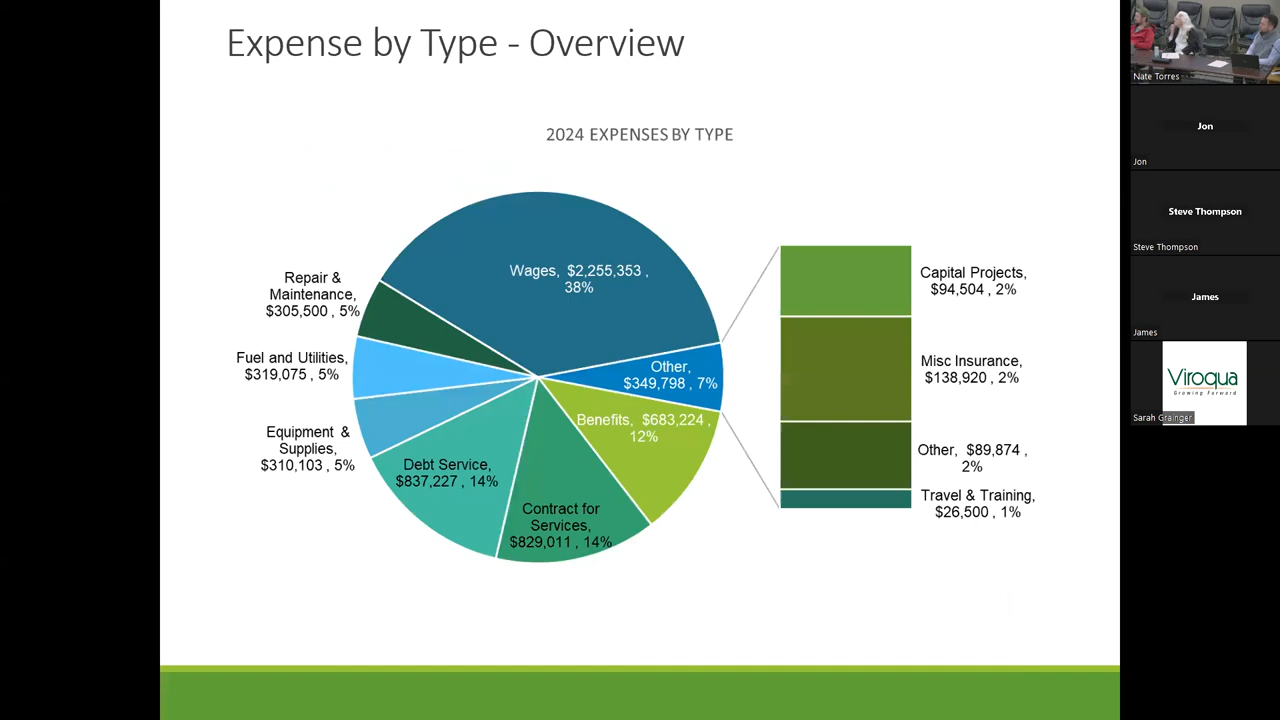 Expense by Type - Overview
2024 EXPENSES BY TYPE
Wages, $2,255,353 ,
38%
Repair &
Maintenance,
$305,500 , 5%
Fuel and Utilities,
$319,075 , 5%
Equipment &
Supplies,
$310,103 , 5%
Debt Service,
$837,227 , 14%
Contract for
Services,
$829,011 , 14%
Benefits, $683,224 ,
12%
Other,
$349,798 , 7%
Capital Projects,
$94,504 , 2%
Misc Insurance,
$138,920 , 2%
Other, $89,874 ,
2%
Travel & Training,
$26,500 , 1%
Nate Torres
Jon
Jon
Steve Thompson
Steve Thompson
James
James
Viroqua
Growing Forward
Sarah Grainger